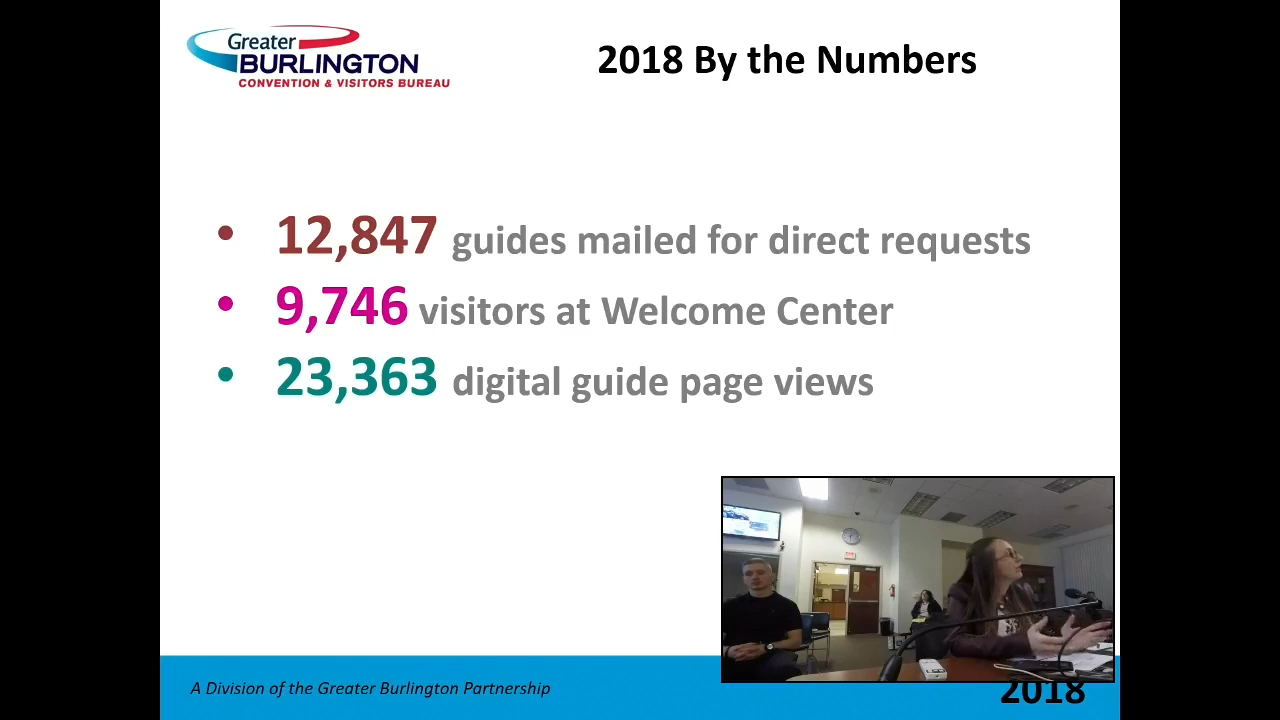 Greater
BURLINGTON
CONVENTION & VISITORS BUREAU
2018 By the Numbers
• 12,847 guides mailed for direct requests
• 9,746 visitors at Welcome Center
• 23,363 digital guide page views
A Division of the Greater Burlington Partnership
2018